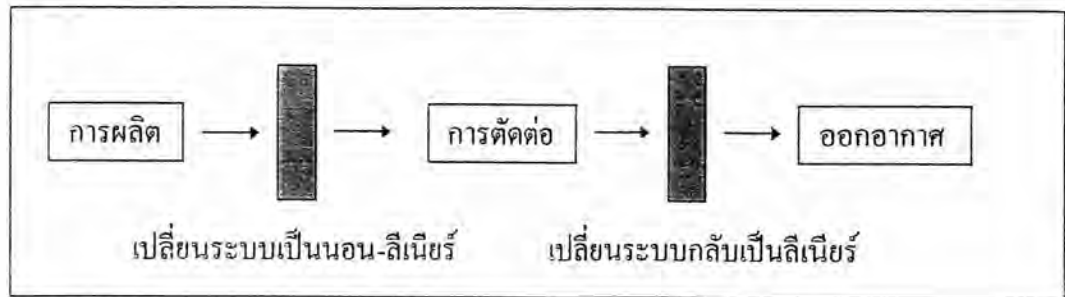 การผลิต
การตัดต่อ
ออกอากาศ
เปลี่ยนระบบเป็นนอน-ลีเนียร์
เปลี่ยนระบบกลับเป็นลีเนียร์